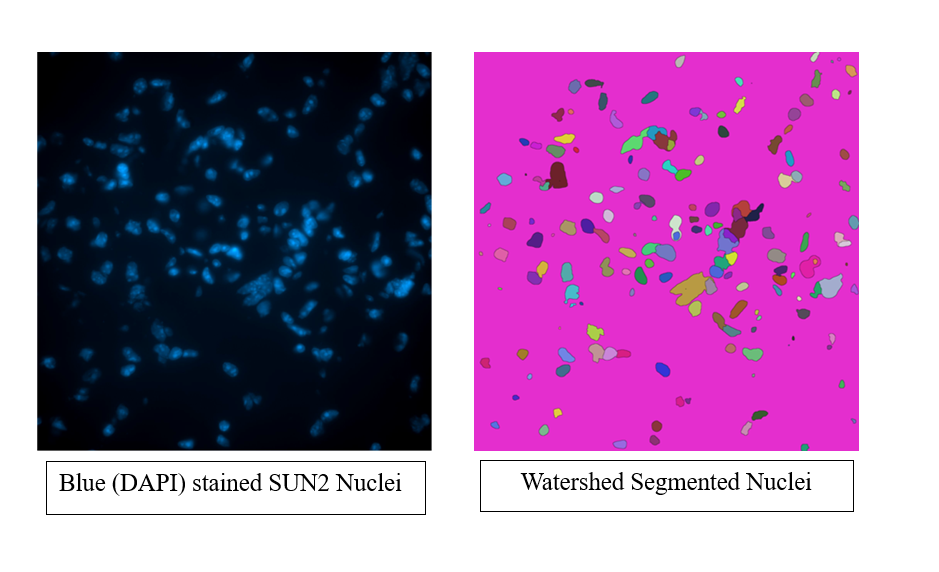 Blue (DAPI) stained SUN2 Nuclei
Watershed Segmented Nuclei